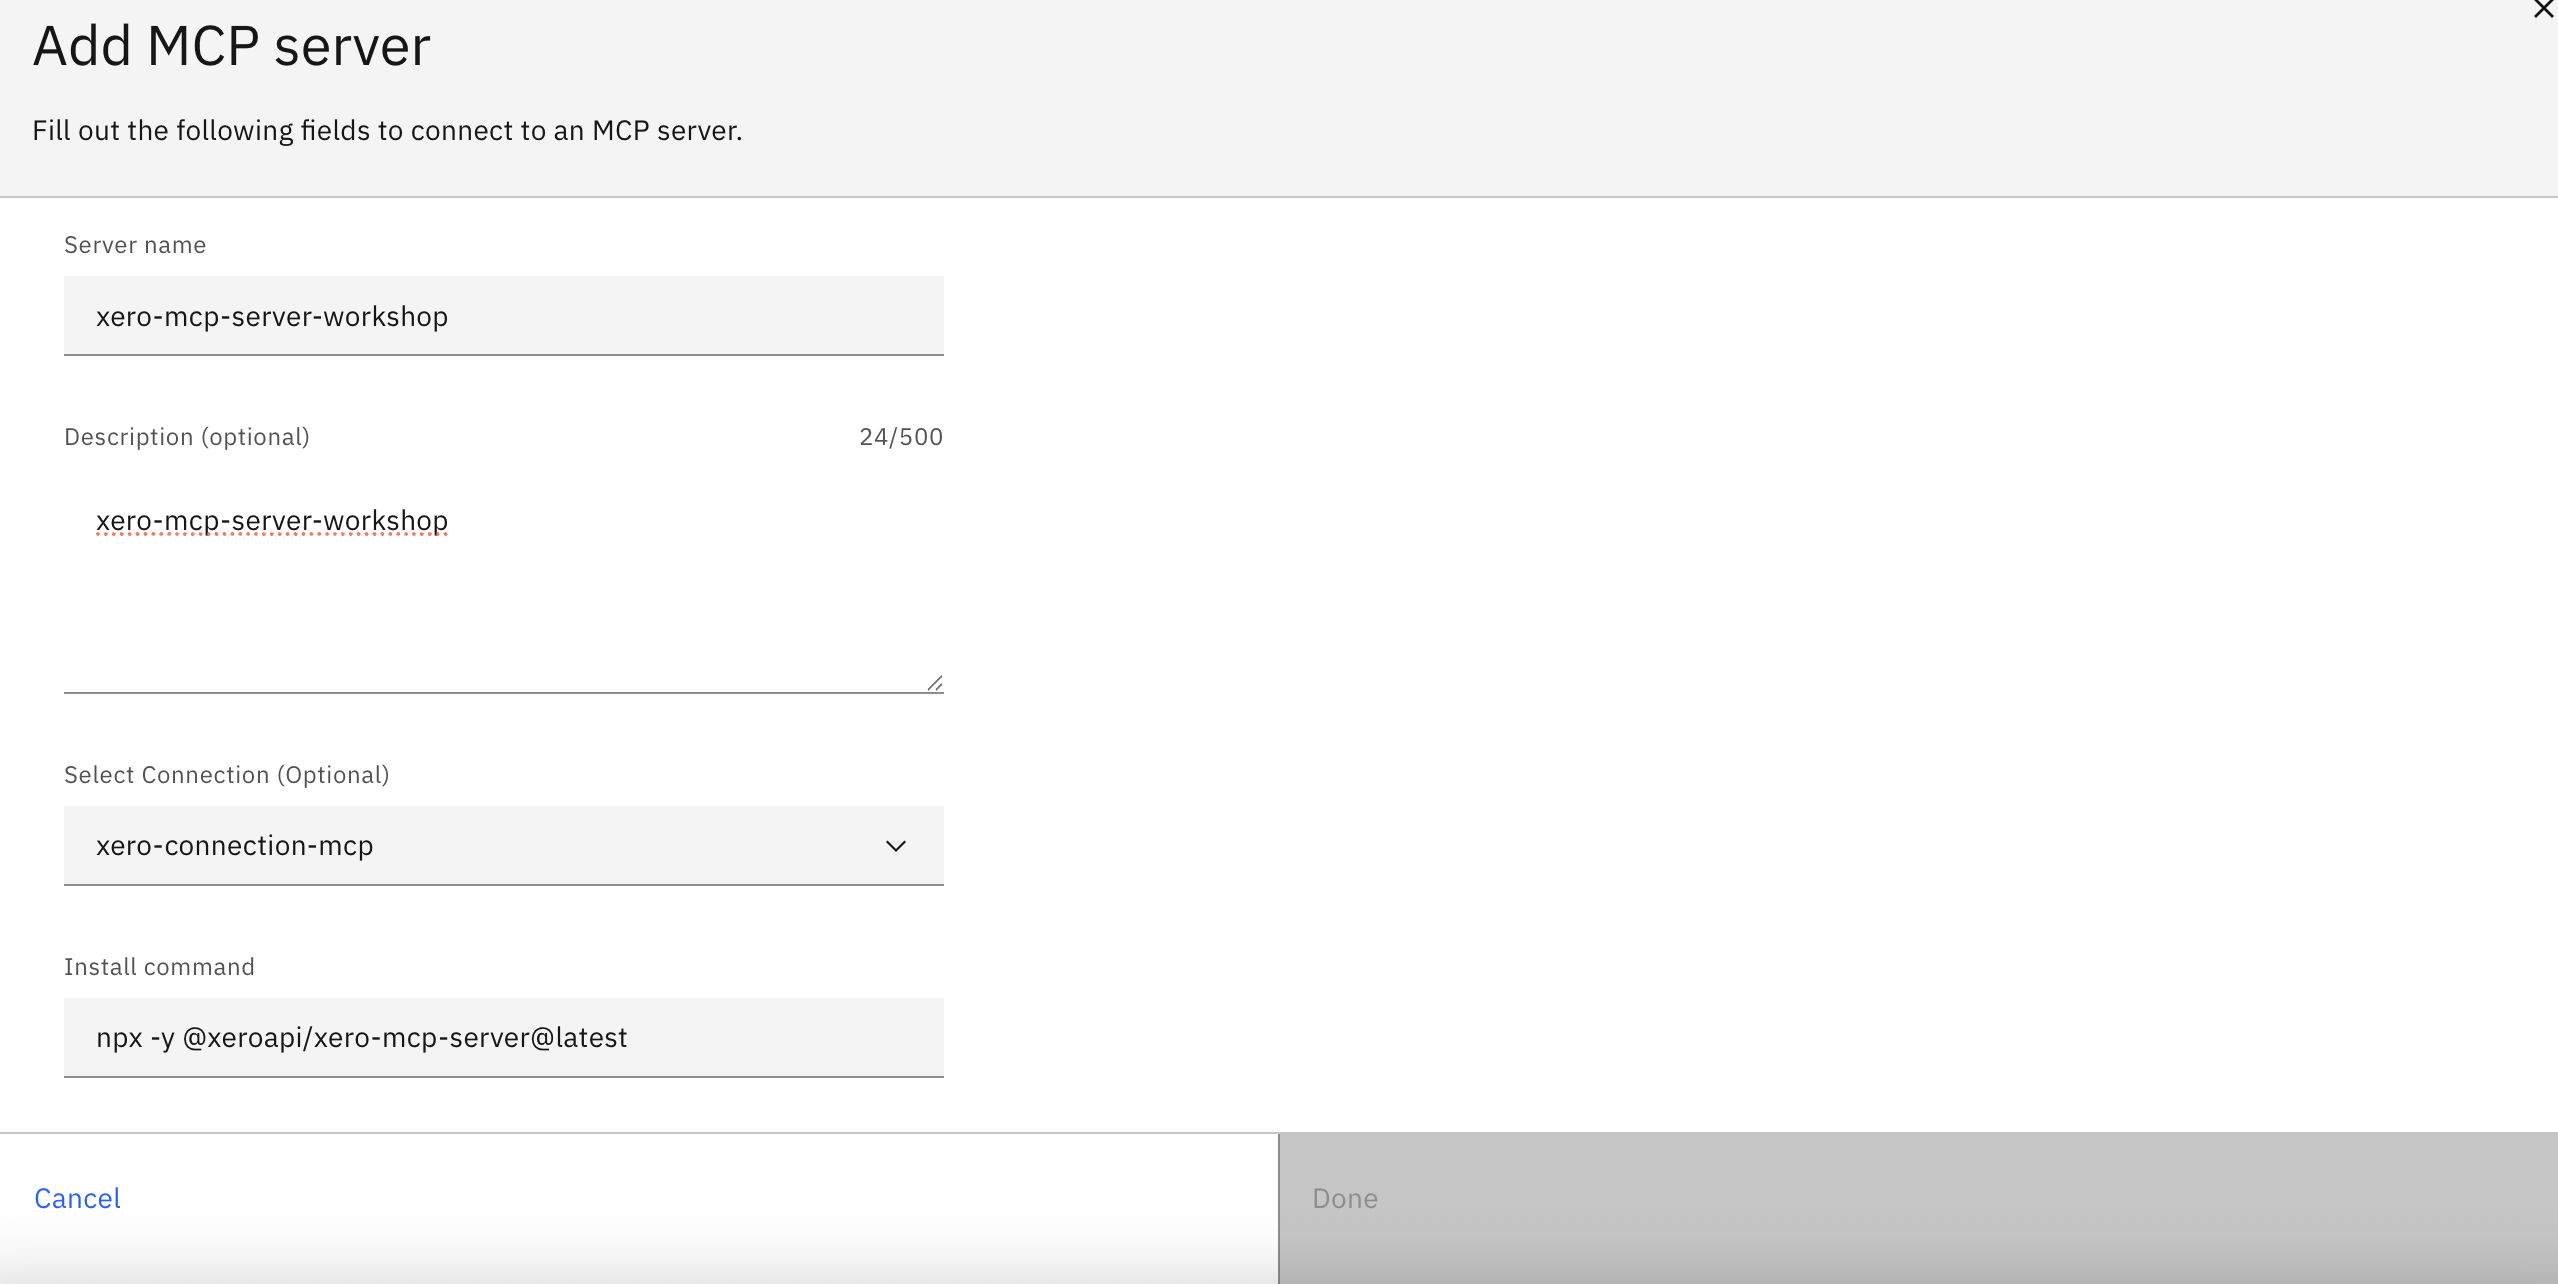 Add MCP server
Fill out the following fields to connect to an MCP server.
Server name
xero-mcp-server-workshop
Description (optional) 24/500
xero-mcp-server-workshop
Select Connection (Optional)
xero-connection-mcp
Install command
npx -y @xeroapi/xero-mcp-server@latest
Cancel Done